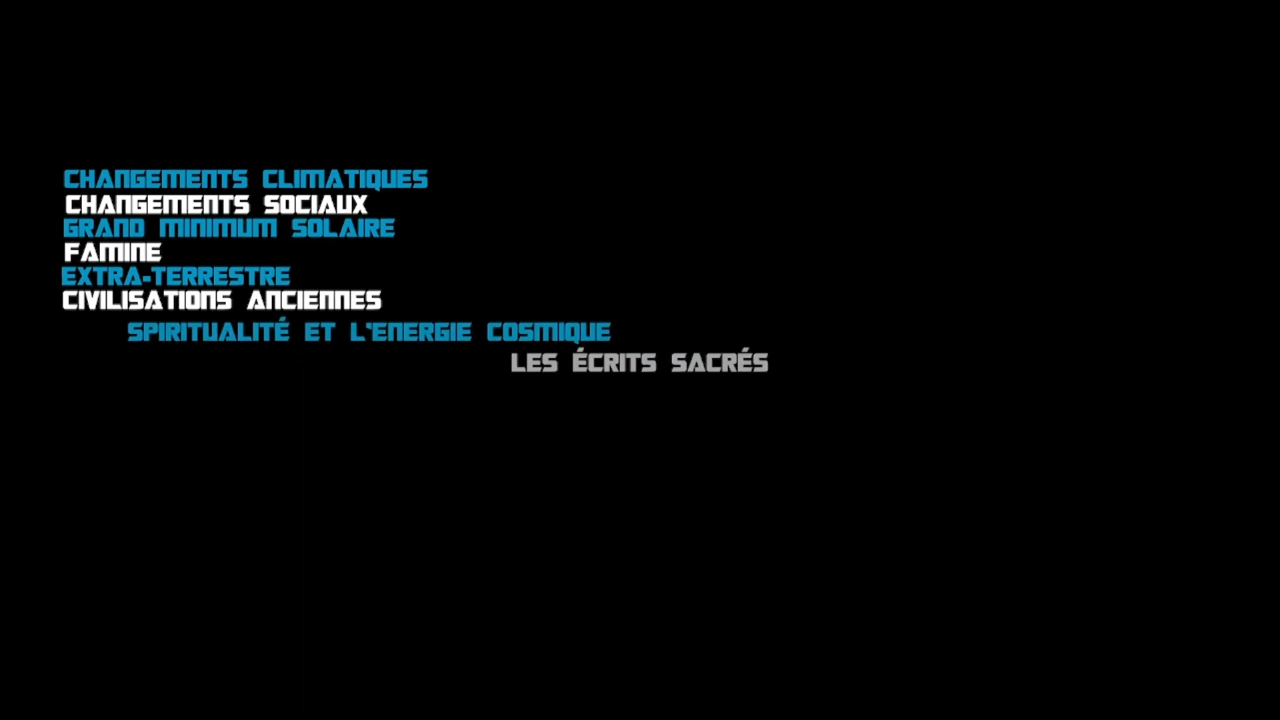 CHANGEMENTS CLIMATIQUES
CHANGEMENTS SOCIAUX
GRAND MINIMUM SOLAIRE
FAMINE
EXTRA-TERRESTRE
CIVILISATIONS ANCIENNES
SPIRITUALITÉ ET L'ENERGIE COSMIQUE
LES ÉCRITS SACRÉS